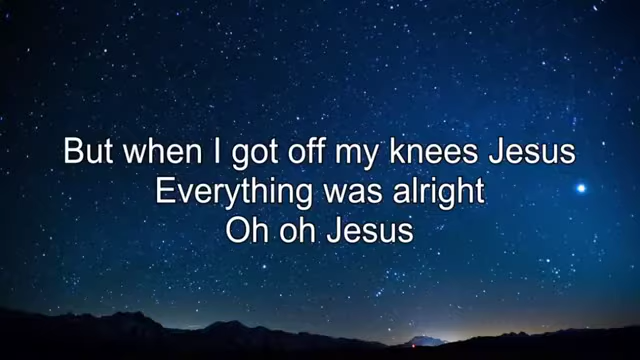 But when I got off my knees Jesus
Everything was alright
Oh oh Jesus